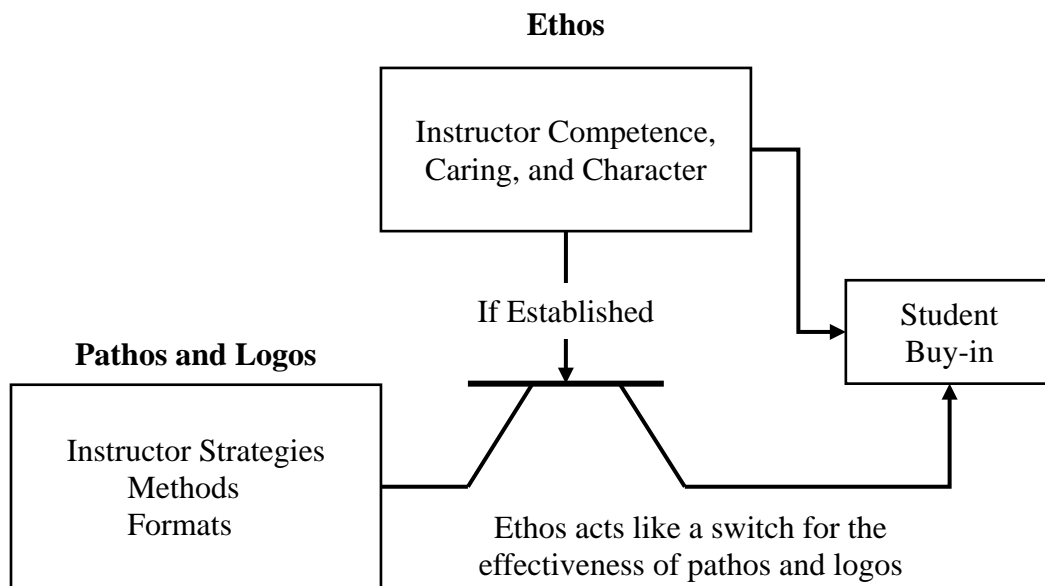 Ethos
Instructor Competence,
Caring, and Character
If Established
Student
Buy-in
Pathos and Logos
Instructor Strategies
Methods
Formats
Ethos acts like a switch for the
effectiveness of pathos and logos